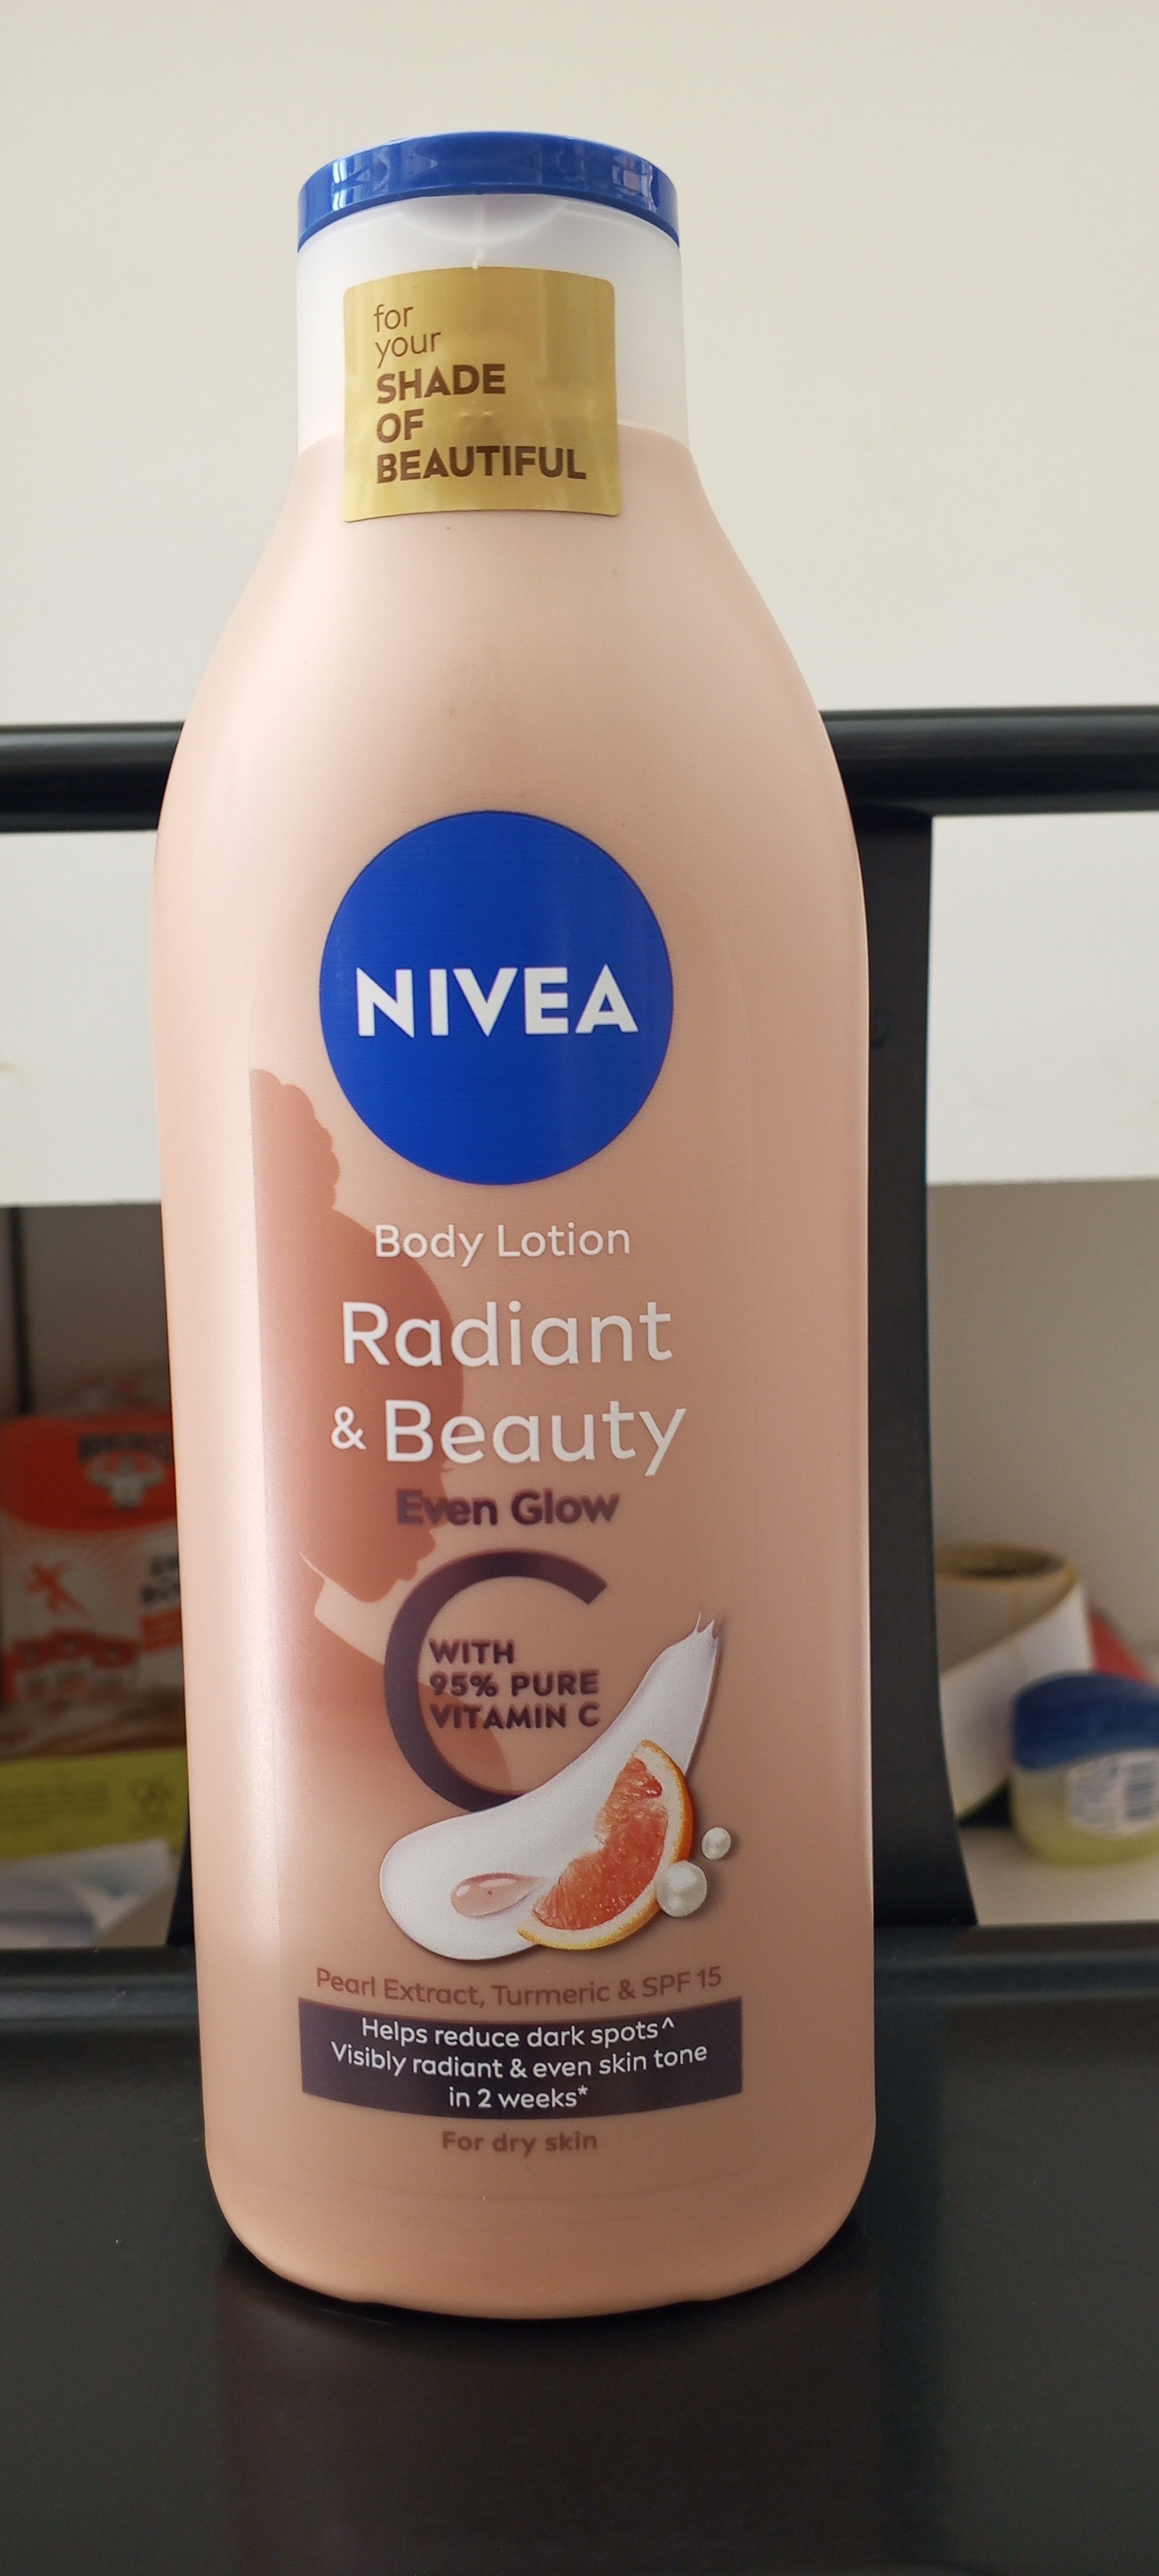 for
your
SHADE
OF
BEAUTIFUL
NIVEA
Body Lotion
Radiant
& Beauty
Even Glow
C
WITH
95% PURE
VITAMIN C
Pearl Extract, Turmeric & SPF 15
Helps reduce dark spots^
Visibly radiant & even skin tone
in 2 weeks*
For dry skin